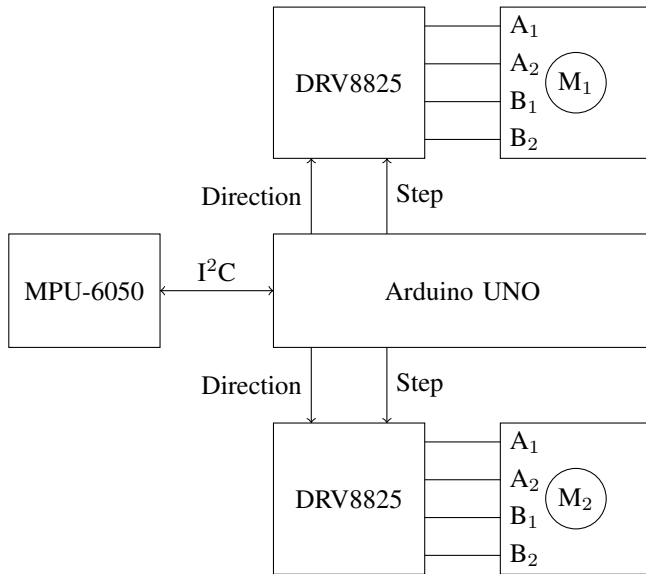 A₁
DRV8825
A₂
M₁
B₁
B₂
Direction
Step
MPU-6050
I²C
Arduino UNO
Direction
Step
A₁
DRV8825
A₂
M₂
B₁
B₂